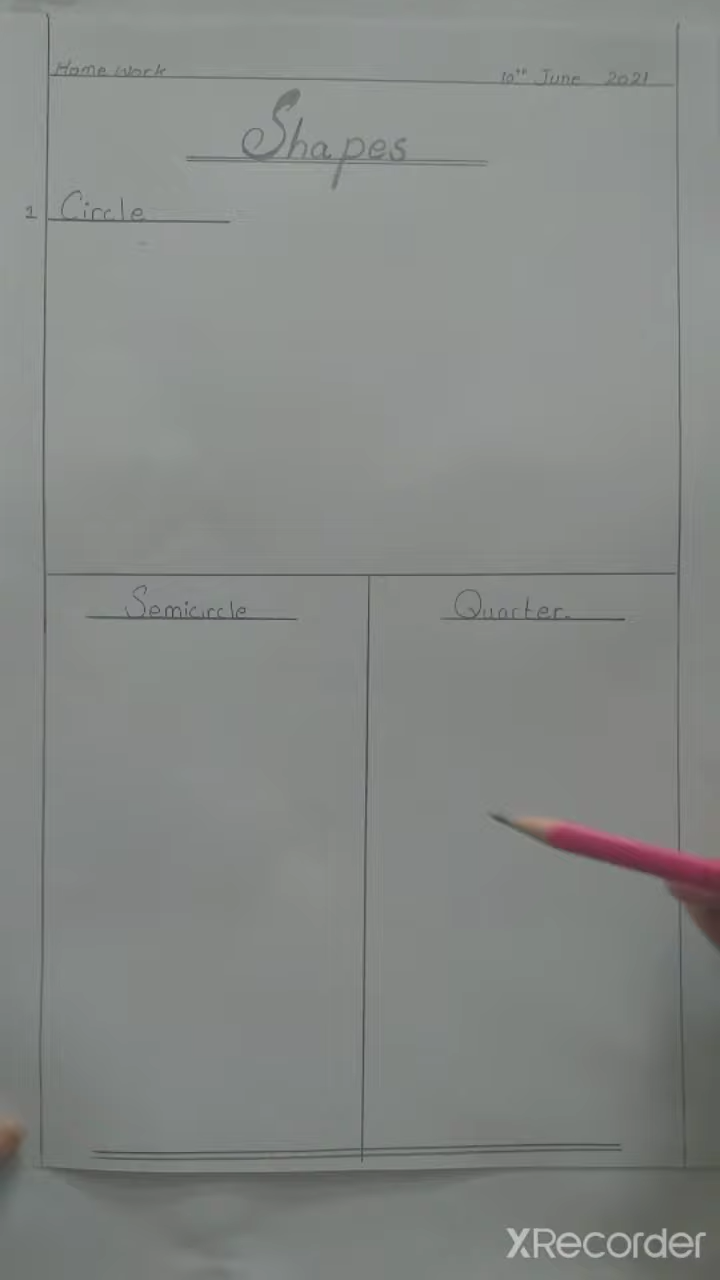 Home Work 10th June 2021
Shapes
1 Circle
Semicircle Quarter
XRecorder